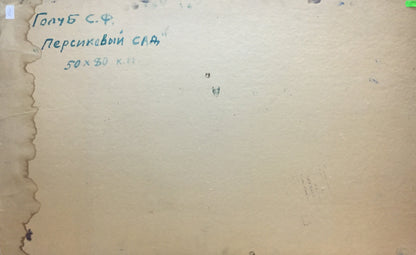 Голуб С.Ф.
Персиковый сад"
50 x 80 к.м.